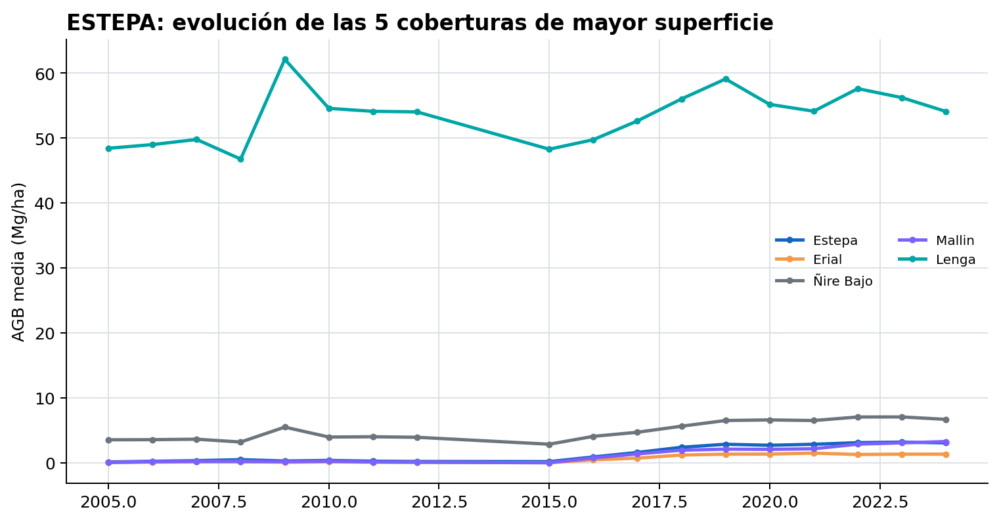 ESTEPA: evolución de las 5 coberturas de mayor superficie
AGB media (Mg/ha)
60
50
40
30
20
10
0
Estepa
Erial
Ñire Bajo
Mallin
Lenga
2005.0 2007.5 2010.0 2012.5 2015.0 2017.5 2020.0 2022.5